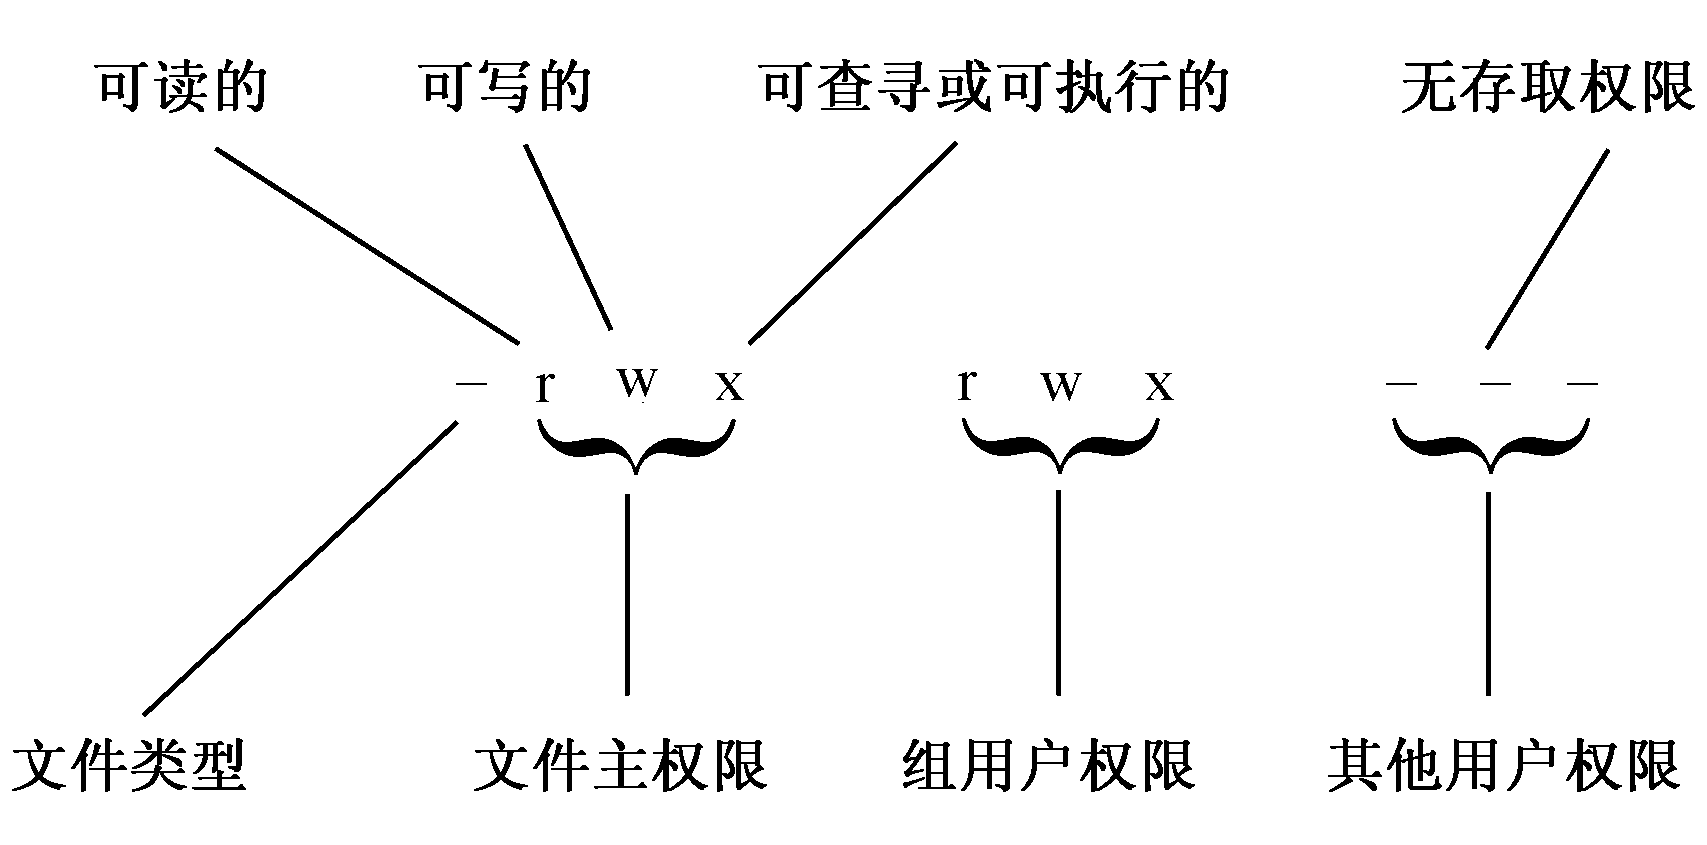 可读的 可写的 可查寻或可执行的 无存取权限
– r w x r w x – – –
文件类型 文件主权限 组用户权限 其他用户权限